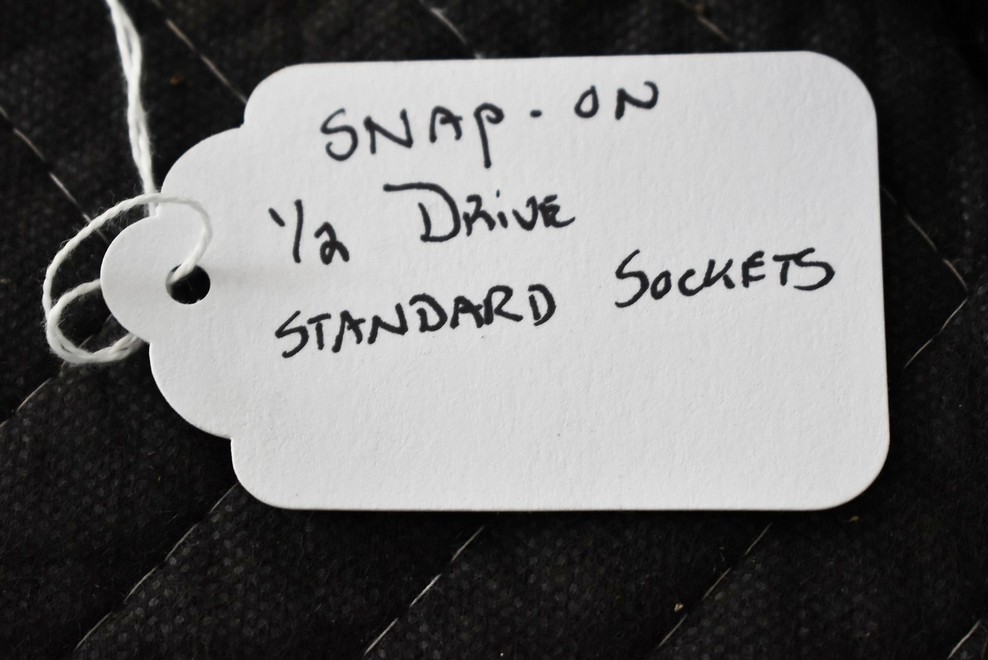 SNAP-ON
1/2 DRiVE
STANDARD SOCKETS